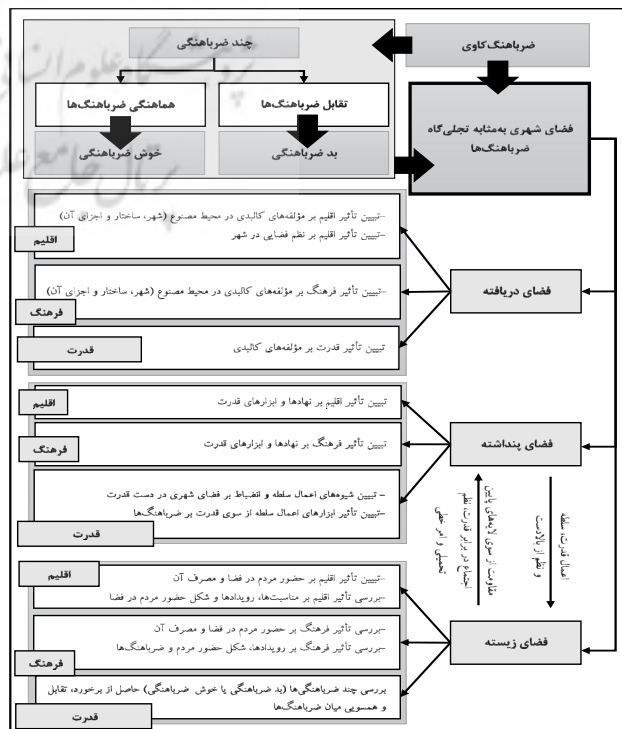 ضرباهنگ‌کاوی
چند ضرباهنگی
تقابل ضرباهنگ‌ها
هماهنگی ضرباهنگ‌ها
بد ضرباهنگی
خوش ضرباهنگی
فضای شهری به‌مثابه تجلی‌گاه
ضرباهنگ‌ها
فضای دریافته
-تبیین تأثیر اقلیم بر مؤلفه‌های کالبدی در محیط مصنوع (شهر، ساختار و اجزای آن)
-تبیین تأثیر اقلیم بر نظم فضایی در شهر
اقلیم
-تبیین تأثیر فرهنگ بر مؤلفه‌های کالبدی در محیط مصنوع (شهر، ساختار و اجزای آن)
فرهنگ
تبیین تأثیر قدرت بر مؤلفه‌های کالبدی
قدرت
فضای پنداشته
تبیین تأثیر اقلیم بر نهادها و ابزارهای قدرت
اقلیم
تبیین تأثیر فرهنگ بر نهادها و ابزارهای قدرت
فرهنگ
- تبیین شیوه‌های اعمال سلطه و انضباط بر فضای شهری در دست قدرت
-تبیین تأثیر ابزارهای اعمال سلطه از سوی قدرت بر ضرباهنگ‌ها
قدرت
اعمال قدرت، سلطه
و نظم از بالادست
مقاومت از سوی لایه‌های پایین
اجتماع در برابر قدرت، نظم
تحمیلی و امر خطی
فضای زیسته
-تبیین تأثیر اقلیم بر حضور مردم در فضا و مصرف آن
-بررسی تأثیر اقلیم بر مناسبت‌ها، رویدادها و شکل حضور مردم در فضا
اقلیم
-بررسی تأثیر فرهنگ بر حضور مردم در فضا و مصرف آن
-بررسی تأثیر فرهنگ بر رویدادها، شکل حضور مردم و ضرباهنگ‌ها
فرهنگ
بررسی چند ضرباهنگی‌ها (بد ضرباهنگی یا خوش ضرباهنگی) حاصل از برخورد، تقابل
و همسویی میان ضرباهنگ‌ها
قدرت